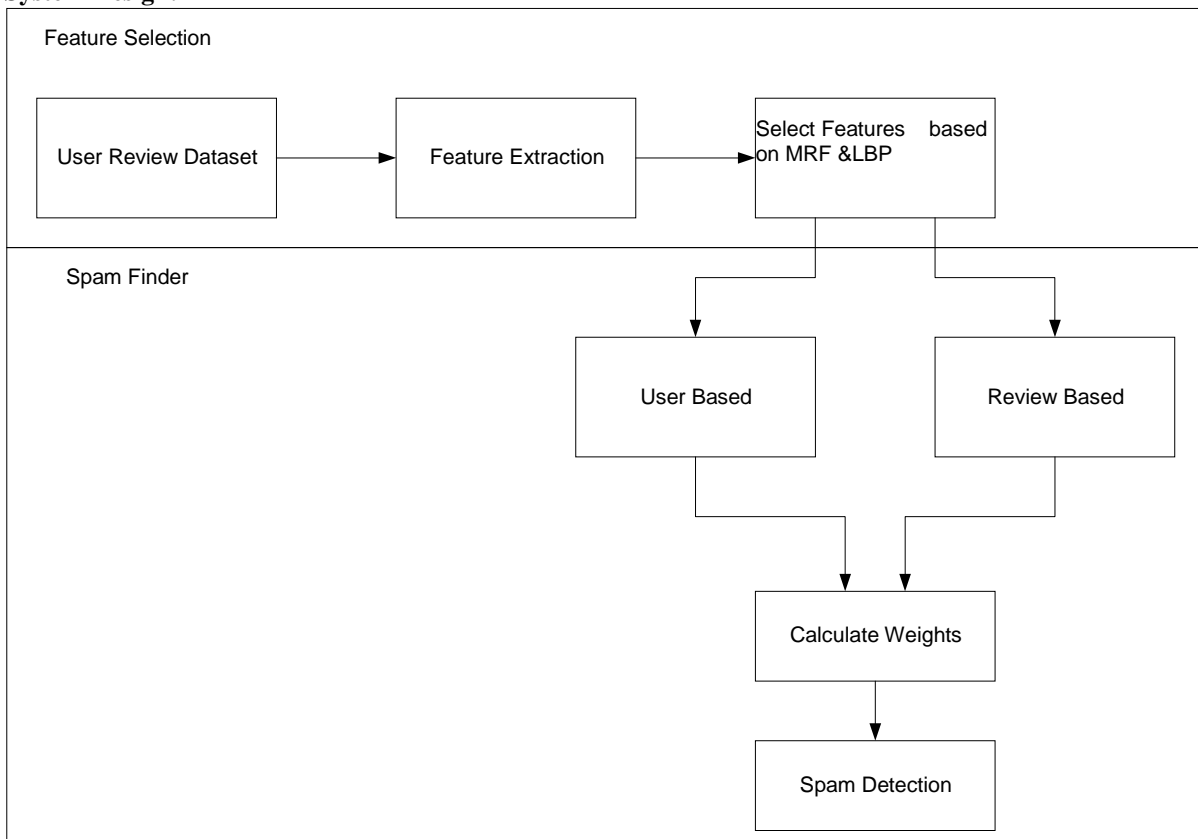 Feature Selection
User Review Dataset
Feature Extraction
Select Features based
on MRF &LBP
Spam Finder
User Based
Review Based
Calculate Weights
Spam Detection